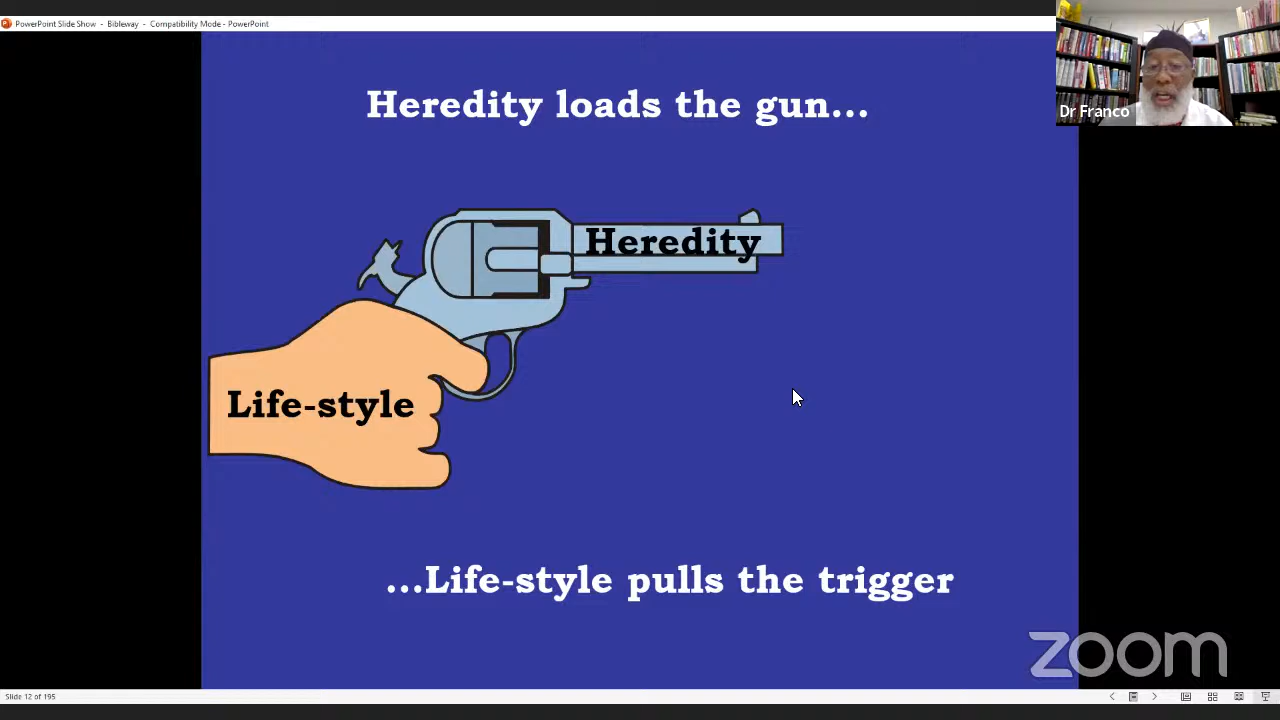 PowerPoint Slide Show - Bibleway - Compatibility Mode - PowerPoint
Dr Franco
Heredity loads the gun...
Heredity
Life-style
...Life-style pulls the trigger
zoom
Slide 12 of 195